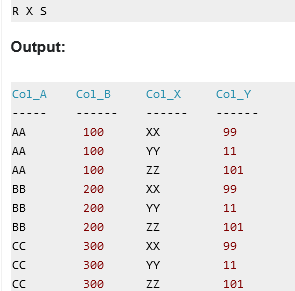 R X S
Output:
Col_A Col_B Col_X Col_Y
----- ------ ------ ------
AA 100 XX 99
AA 100 YY 11
AA 100 ZZ 101
BB 200 XX 99
BB 200 YY 11
BB 200 ZZ 101
CC 300 XX 99
CC 300 YY 11
CC 300 ZZ 101